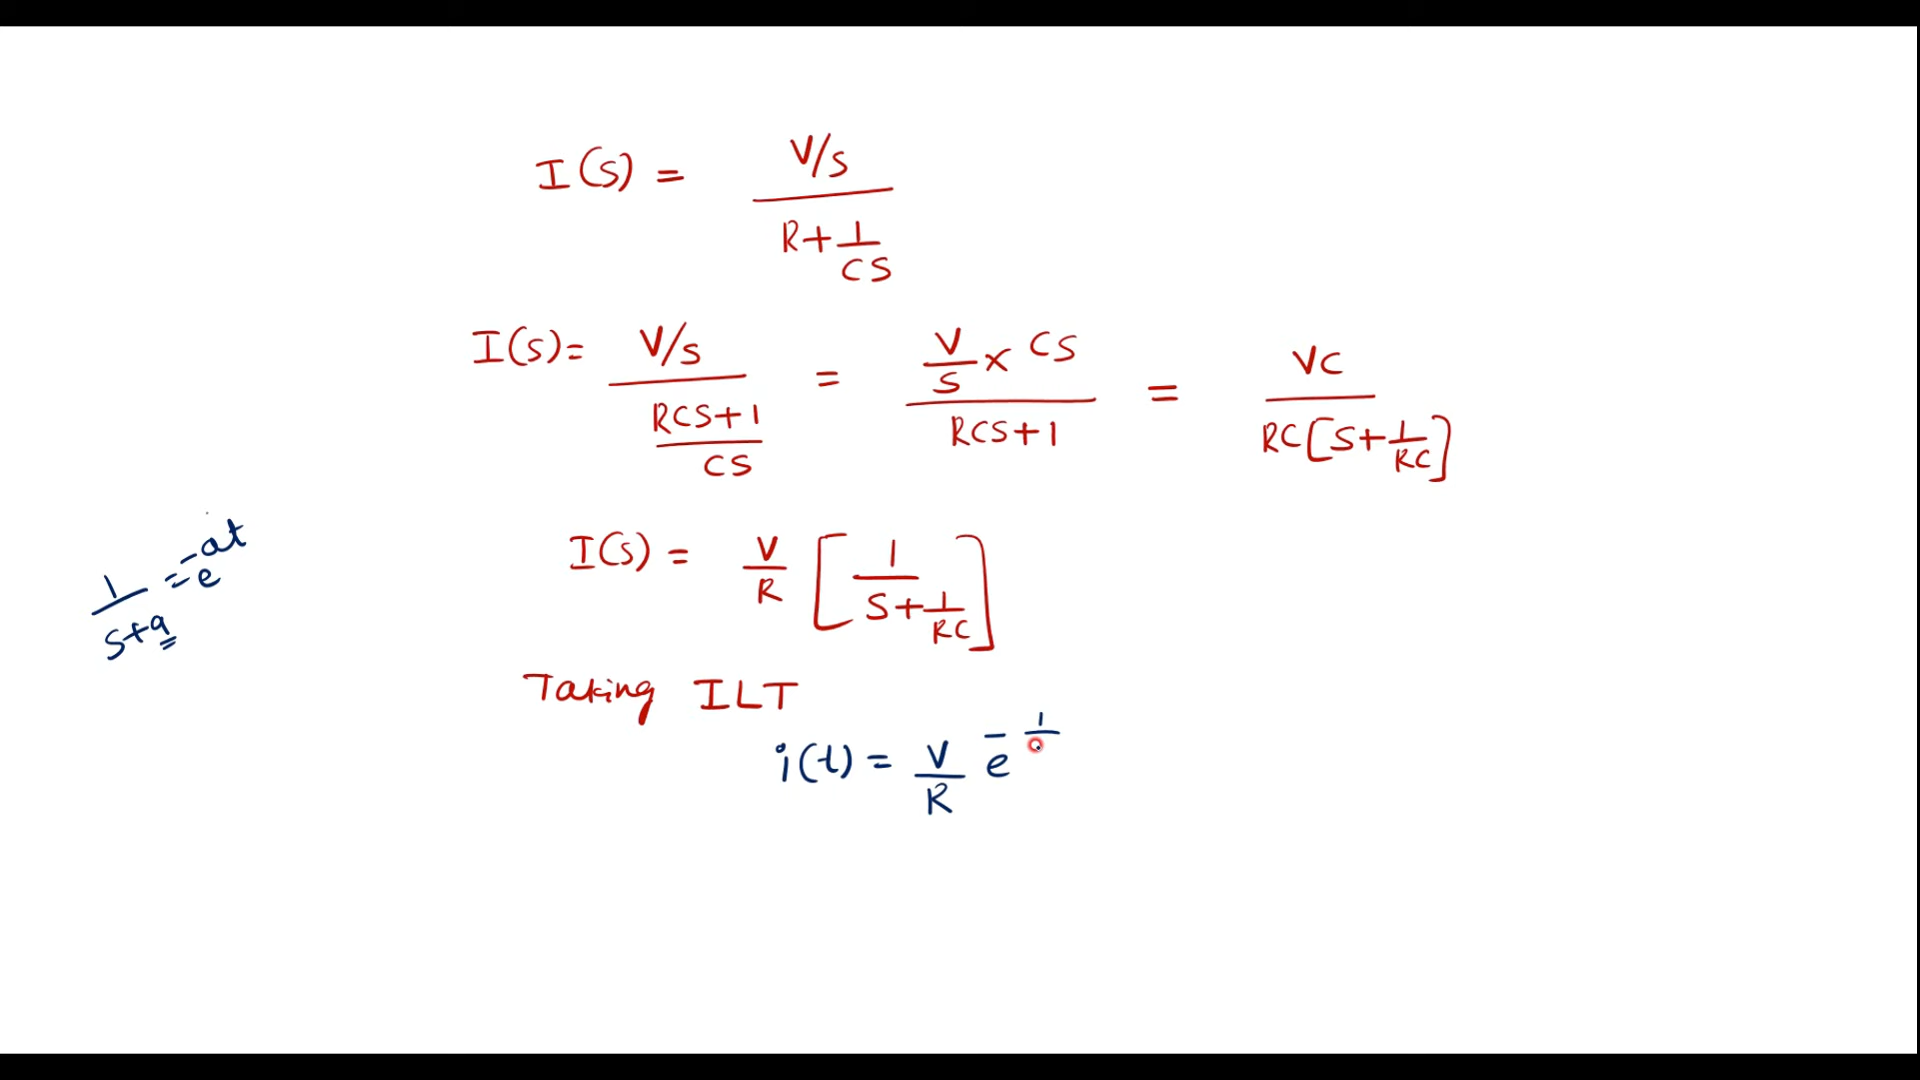 I(s) = V/s / R + 1/CS
I(s) = V/s / (RCS+1)/CS = V/S × CS / RCS+1 = VC / RC[S + 1/RC]
1/S+a = e^-at
I(s) = V/R [1 / S + 1/RC]
Taking ILT
i(t) = V/R e^- 1/